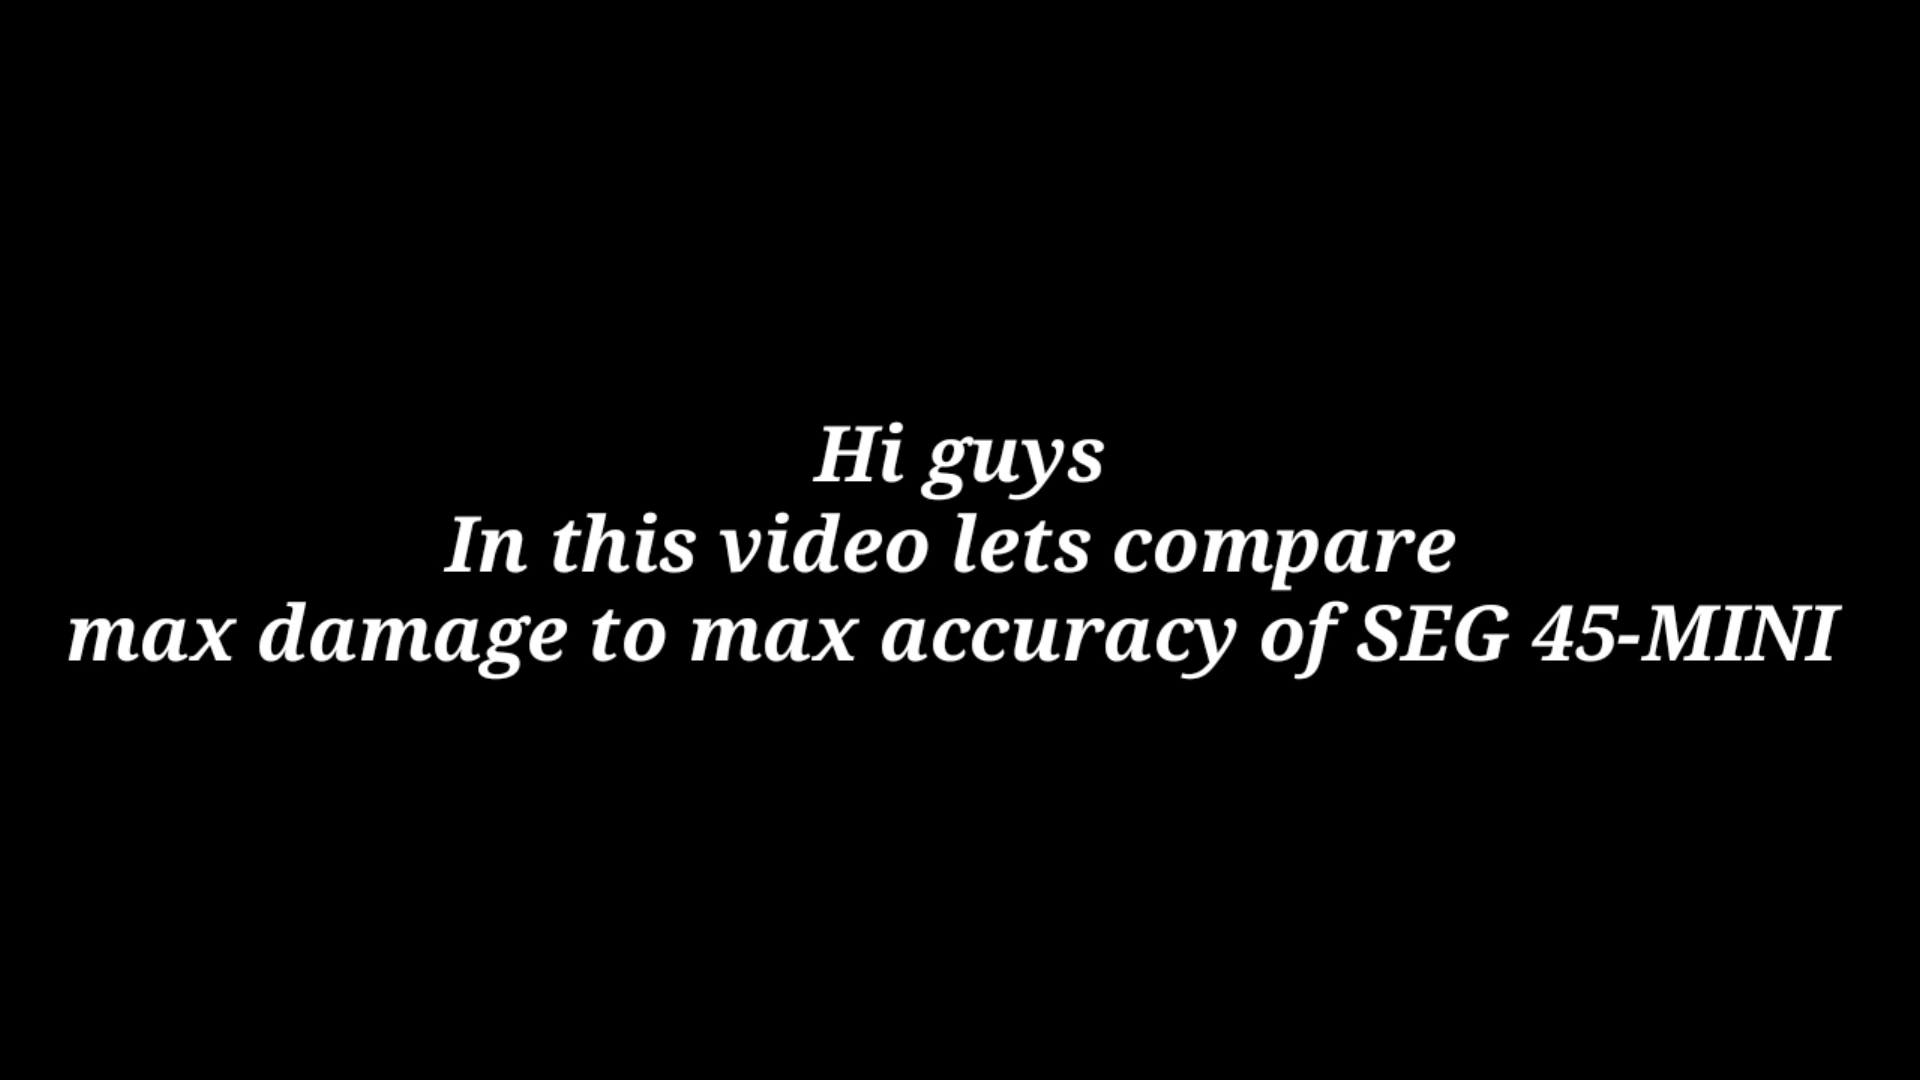 Hi guys
In this video lets compare
max damage to max accuracy of SEG 45-MINI